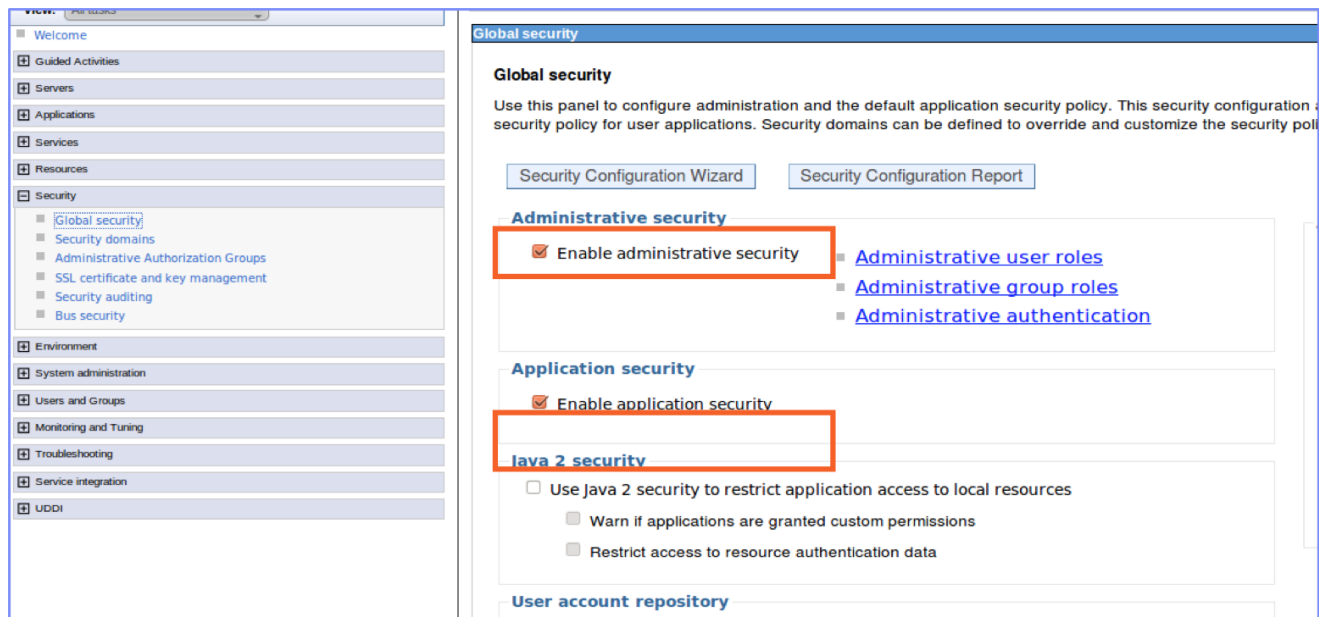 View: All tasks
Welcome
Guided Activities
Servers
Applications
Services
Resources
Security
Global security
Security domains
Administrative Authorization Groups
SSL certificate and key management
Security auditing
Bus security
Environment
System administration
Users and Groups
Monitoring and Tuning
Troubleshooting
Service integration
UDDI
Global security
Global security
Use this panel to configure administration and the default application security policy. This security configuration
security policy for user applications. Security domains can be defined to override and customize the security poli
Security Configuration Wizard Security Configuration Report
Administrative security
Enable administrative security
Administrative user roles
Administrative group roles
Administrative authentication
Application security
Enable application security
Java 2 security
Use Java 2 security to restrict application access to local resources
Warn if applications are granted custom permissions
Restrict access to resource authentication data
User account repository